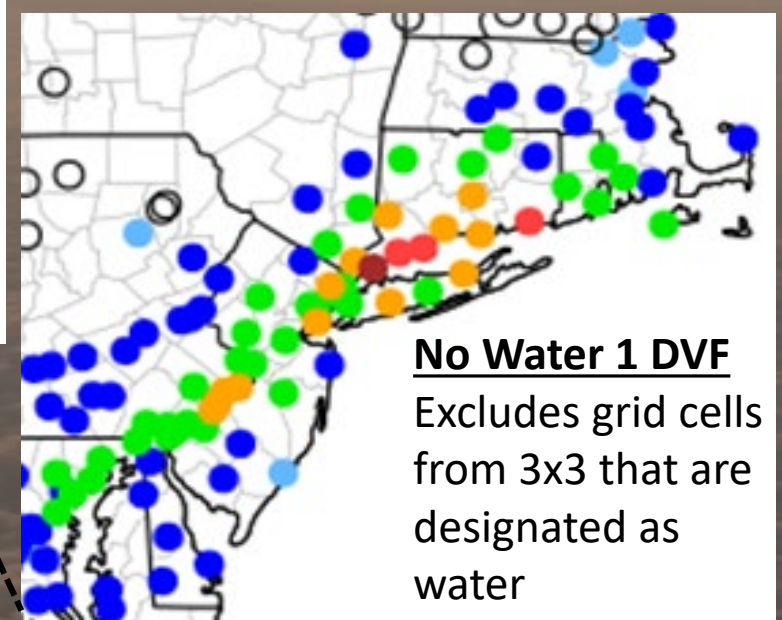 No Water 1 DVF
Excludes grid cells
from 3x3 that are
designated as
water